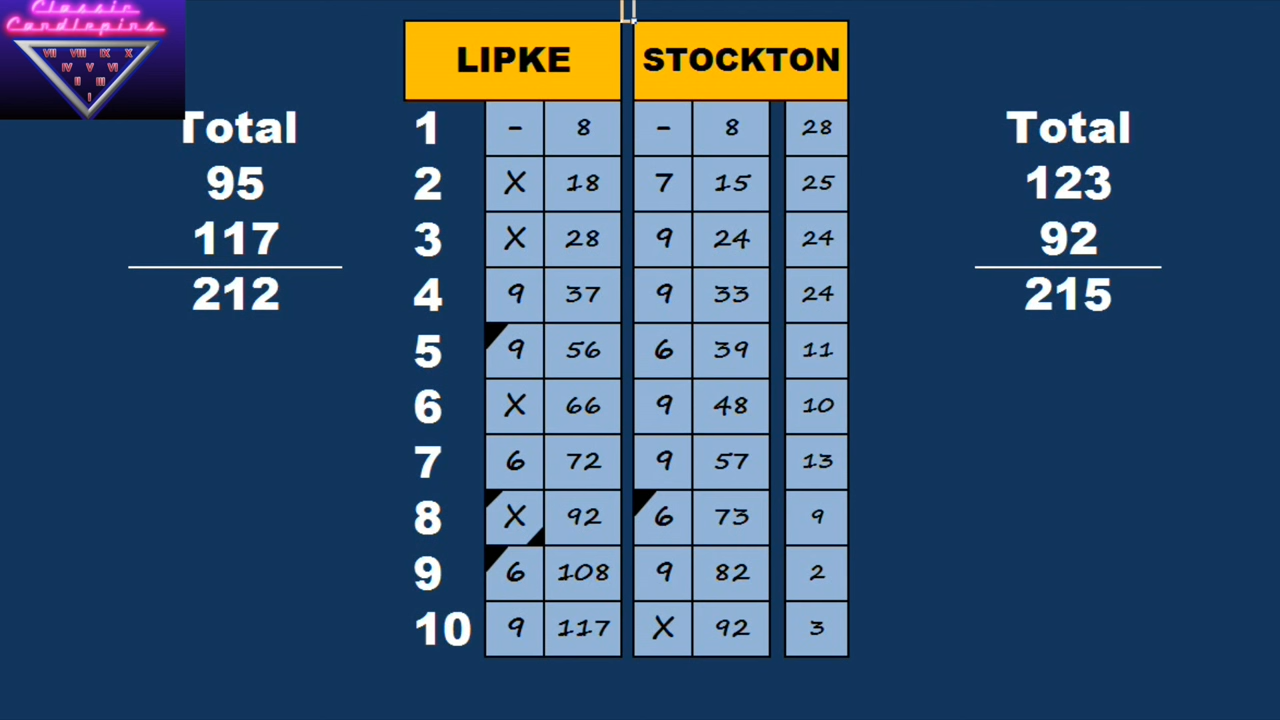 Classic
Candlepins
VII VIII IX X
IV V VI
II III
I
LIPKE STOCKTON
Total 1 - 8 - 8 28 Total
95 2 X 18 7 15 25 123
117 3 X 28 9 24 24 92
212 4 9 37 9 33 24 215
5 9 56 6 39 11
6 X 66 9 48 10
7 6 72 9 57 13
8 X 92 6 73 9
9 6 108 9 82 2
10 9 117 X 92 3